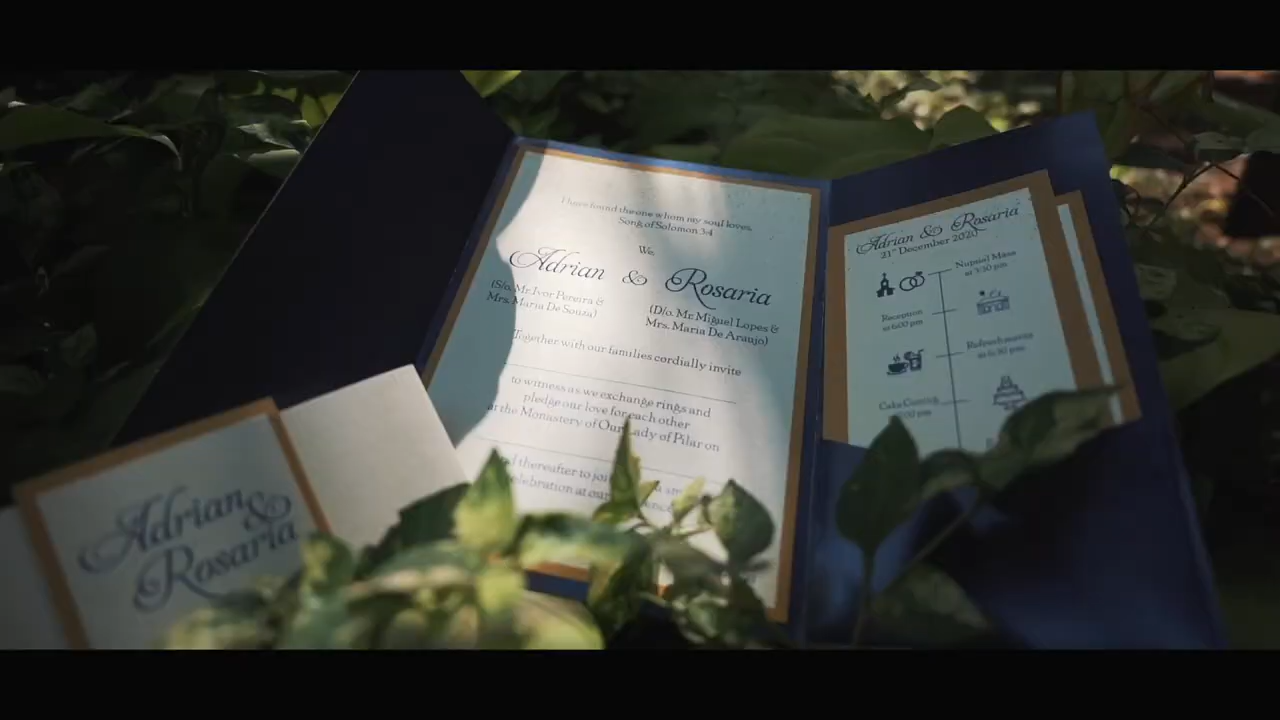 I have found the one whom my soul loves.
Song of Solomon 3:4
We,
Adrian & Rosaria
(S/o. Mr. Ivor Pereira &
Mrs. Maria De Souza)
(D/o. Mr. Miguel Lopes &
Mrs. Maria De Araujo)
Together with our families cordially invite
to witness as we exchange rings and
pledge our love for each other
at the Monastery of Our Lady of Pilar on
thereafter to
celebration at our
Adrian & Rosaria
21st December 2020
Nuptial Mass
at 3:30 pm
Reception
at 6:00 pm
Refreshments
at 6:30 pm
Cake Cutting
pm
Adrian &
Rosaria